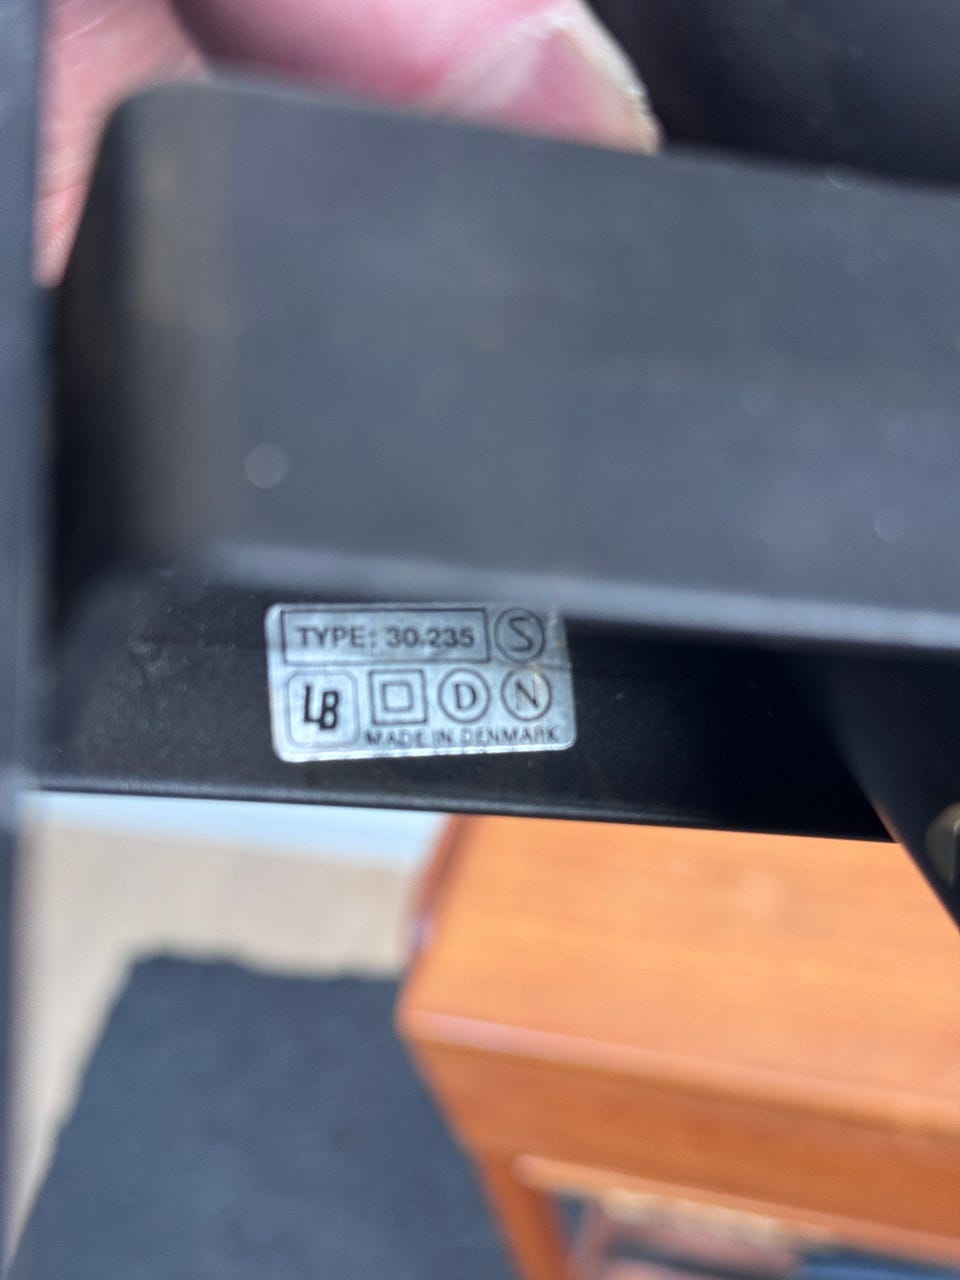 TYPE: 30.235 S
LB D N
MADE IN DENMARK